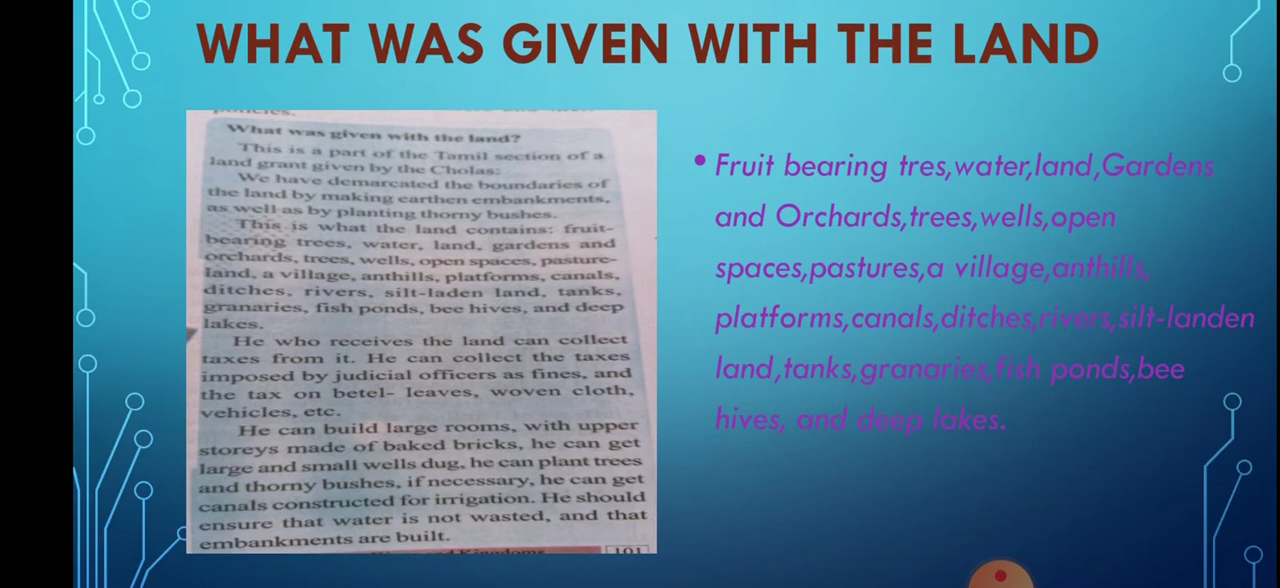 WHAT WAS GIVEN WITH THE LAND
What was given with the land?
This is a part of the Tamil section of a
land grant given by the Cholas:
We have demarcated the boundaries of
the land by making earthen embankments,
as well as by planting thorny bushes.
This is what the land contains: fruit-
bearing trees, water, land, gardens and
orchards, trees, wells, open spaces, pasture-
land, a village, anthills, platforms, canals,
ditches, rivers, silt-laden land, tanks,
granaries, fish ponds, bee hives, and deep
lakes.
He who receives the land can collect
taxes from it. He can collect the taxes
imposed by judicial officers as fines, and
the tax on betel- leaves, woven cloth,
vehicles, etc.
He can build large rooms, with upper
storeys made of baked bricks, he can get
large and small wells dug, he can plant trees
and thorny bushes, if necessary, he can get
canals constructed for irrigation. He should
ensure that water is not wasted, and that
embankments are built.
Kingdoms 101
• Fruit bearing tres,water,land,Gardens
and Orchards,trees,wells,open
spaces,pastures,a village,anthills,
platforms,canals,ditches,rivers,silt-landen
land,tanks,granaries,fish ponds,bee
hives, and deep lakes.